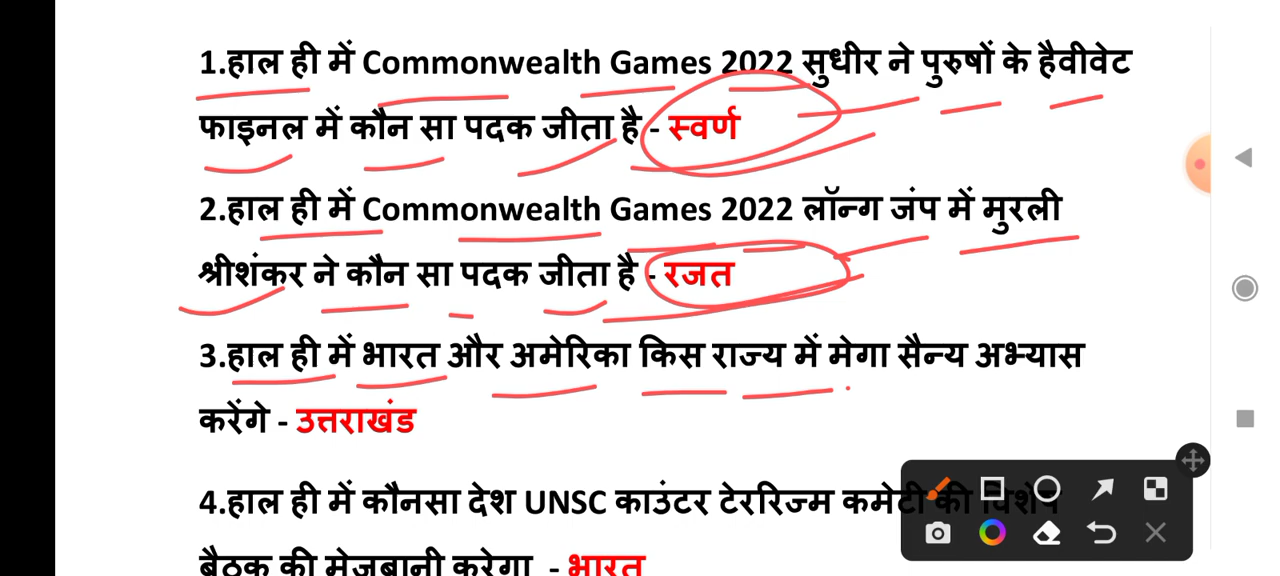 1.हाल ही में Commonwealth Games 2022 सुधीर ने पुरुषों के हैवीवेट
फाइनल में कौन सा पदक जीता है - स्वर्ण
2.हाल ही में Commonwealth Games 2022 लॉन्ग जंप में मुरली
श्रीशंकर ने कौन सा पदक जीता है - रजत
3.हाल ही में भारत और अमेरिका किस राज्य में मेगा सैन्य अभ्यास
करेंगे - उत्तराखंड
4.हाल ही में कौनसा देश UNSC काउंटर टेररिज्म कमेटी की विशेष
बैठक की मेजबानी करेगा - भारत